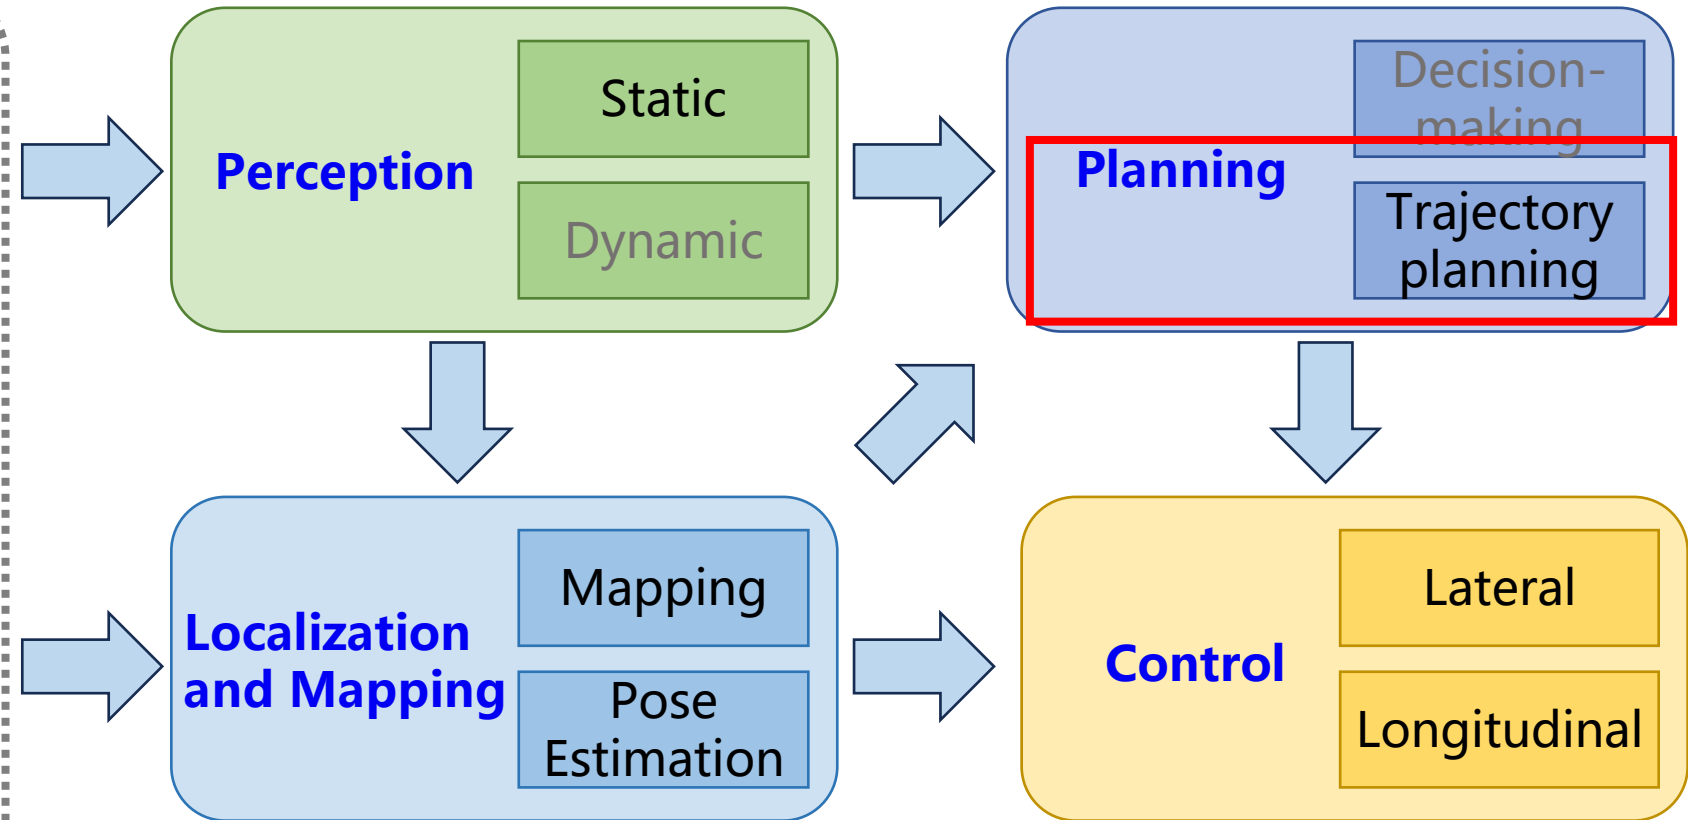 Perception
Static
Dynamic
Planning
Decision-
making
Trajectory
planning
Localization
and Mapping
Mapping
Pose
Estimation
Control
Lateral
Longitudinal